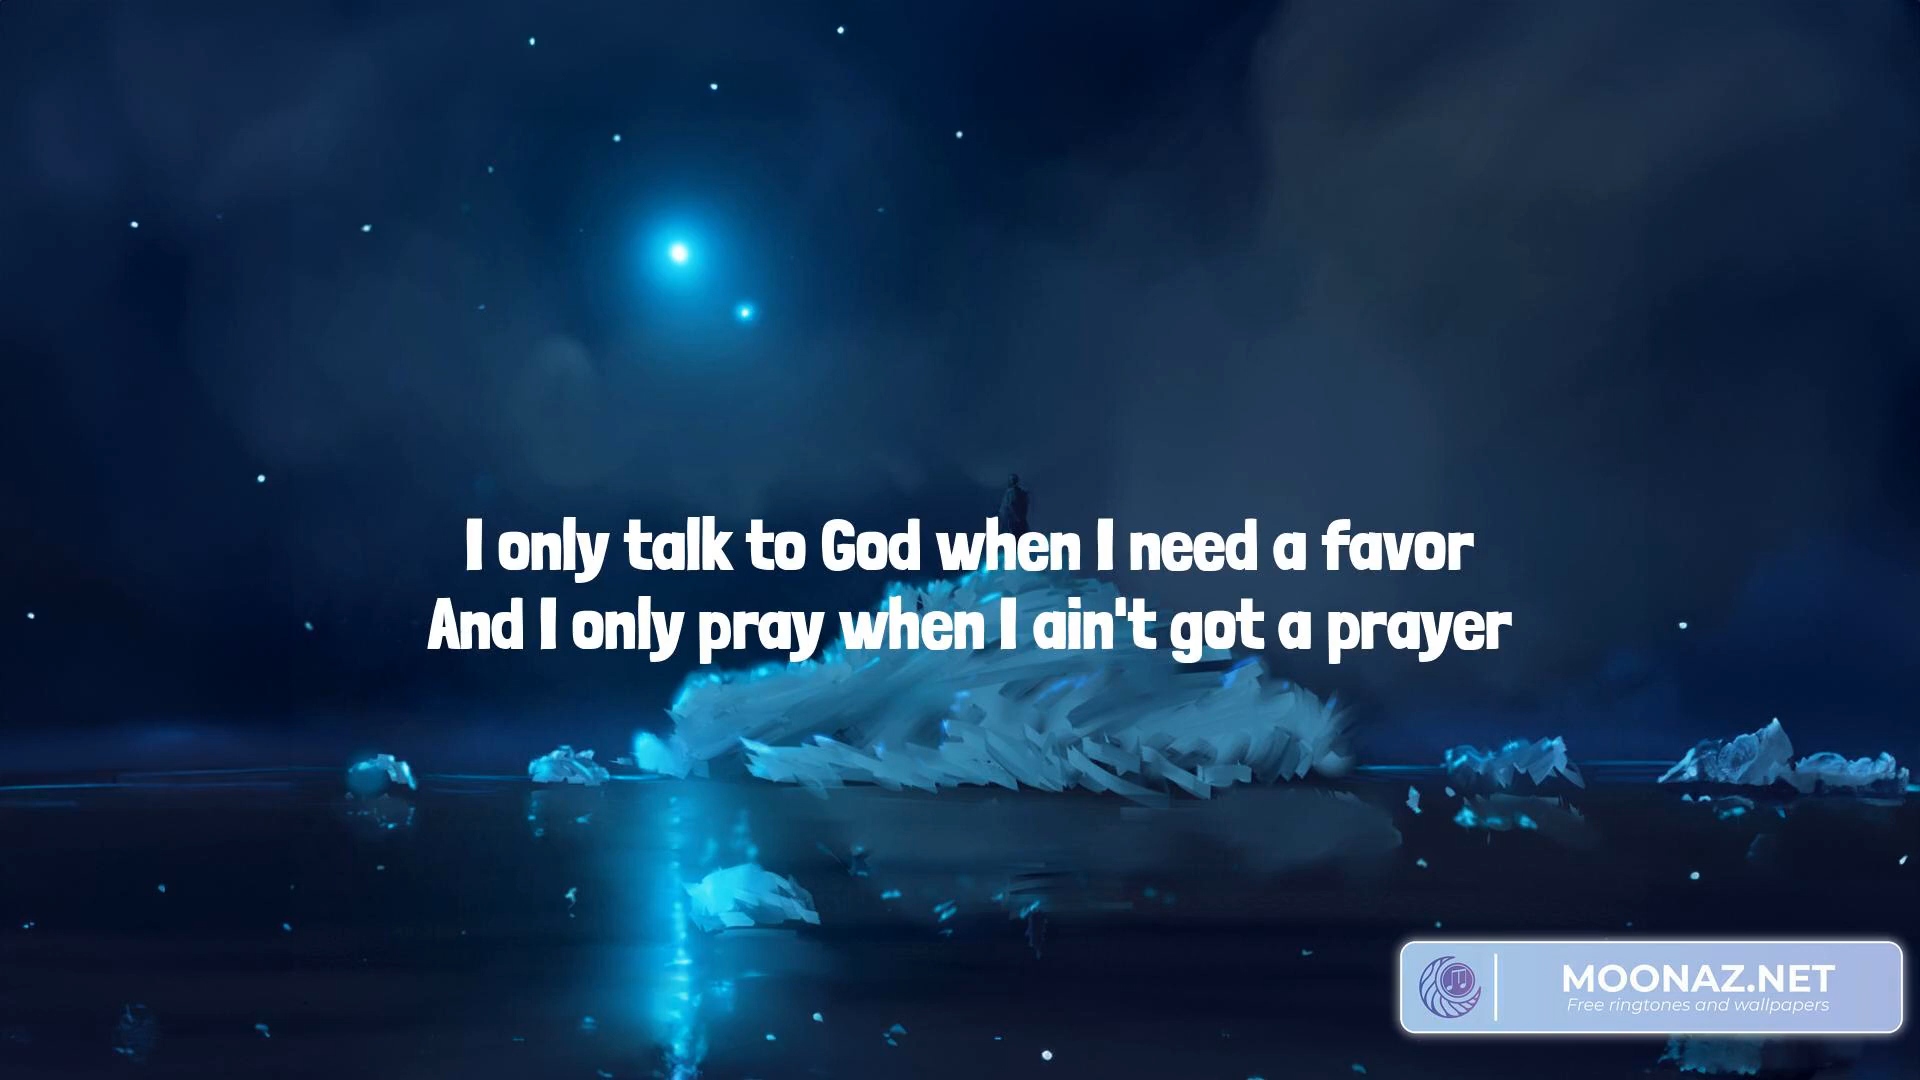 I only talk to God when I need a favor
And I only pray when I ain't got a prayer
MOONAZ.NET
Free ringtones and wallpapers